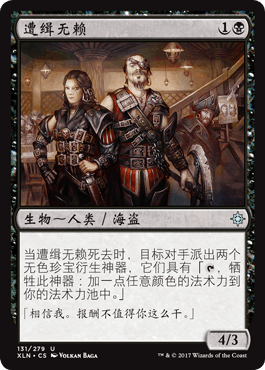 遭缉无赖 1
生物～人类 / 海盗
当遭缉无赖死去时，目标对手派出两个
无色珍宝衍生神器，它们具有「，牺
牲此神器：加一点任意颜色的法术力到
你的法术力池中。」
「相信我。报酬不值得你这么干。」
4/3
131/279 U
XLN • CS VOLKAN BAGA
™ & © 2017 Wizards of the Coast